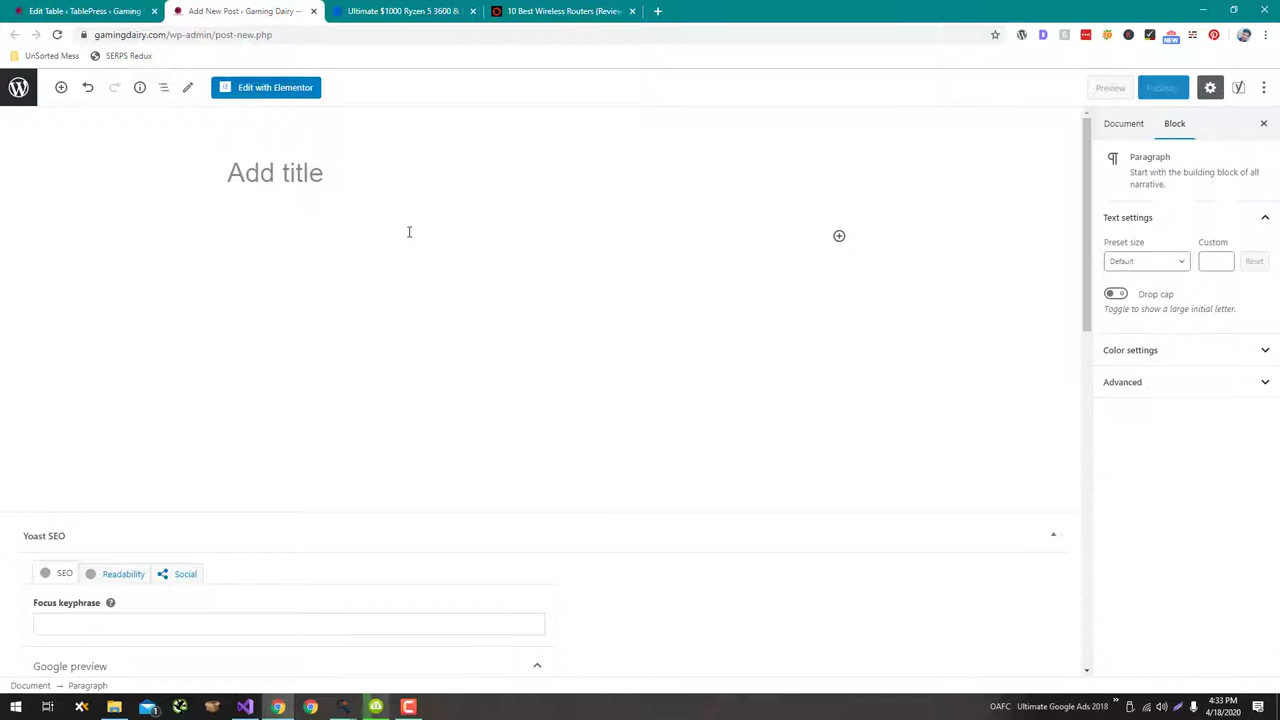 Edit Table ‹ TablePress ‹ Gaming
Add New Post ‹ Gaming Dairy —
Ultimate $1000 Ryzen 5 3600 &
10 Best Wireless Routers (Review
gamingdairy.com/wp-admin/post-new.php
NEW
UnSorted Mess
SERPS Redux
Edit with Elementor
Preview
Publish
Document
Block
Add title
Paragraph
Start with the building block of all
narrative.
Text settings
Preset size
Custom
Default
Reset
Drop cap
Toggle to show a large initial letter.
Color settings
Advanced
Yoast SEO
SEO
Readability
Social
Focus keyphrase
Google preview
Document → Paragraph
OAFC
Ultimate Google Ads 2018
4:33 PM
4/18/2020